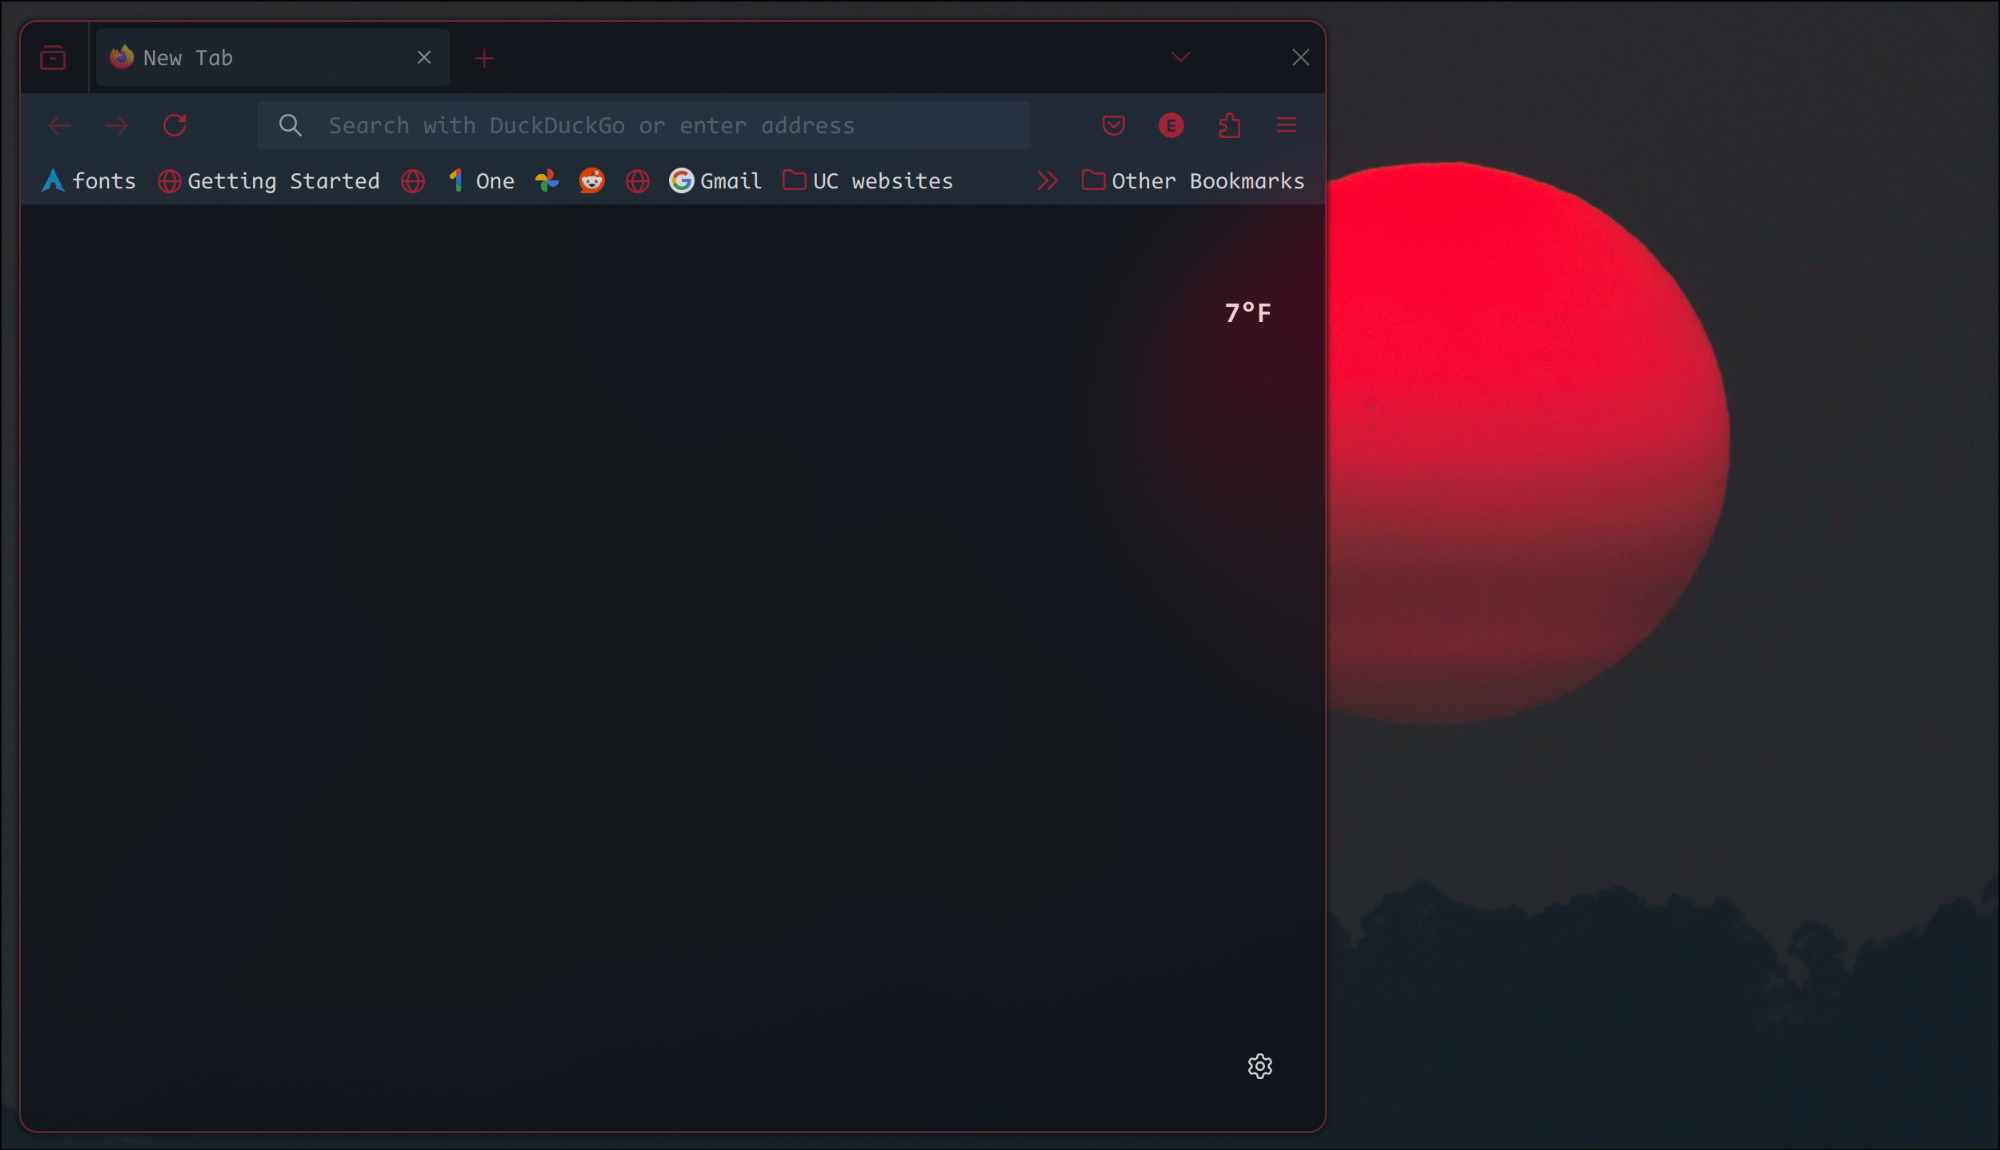 New Tab
Search with DuckDuckGo or enter address
E
fonts Getting Started One Gmail UC websites Other Bookmarks
7°F